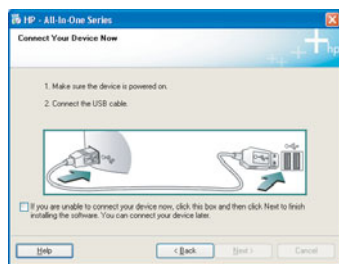 HP - All-In-One Series
Connect Your Device Now
hp
1. Make sure the device is powered on.
2. Connect the USB cable.
If you are unable to connect your device now, click this box and then click Next to finish
installing the software. You can connect your device later.
Help
< Back
Next >
Cancel